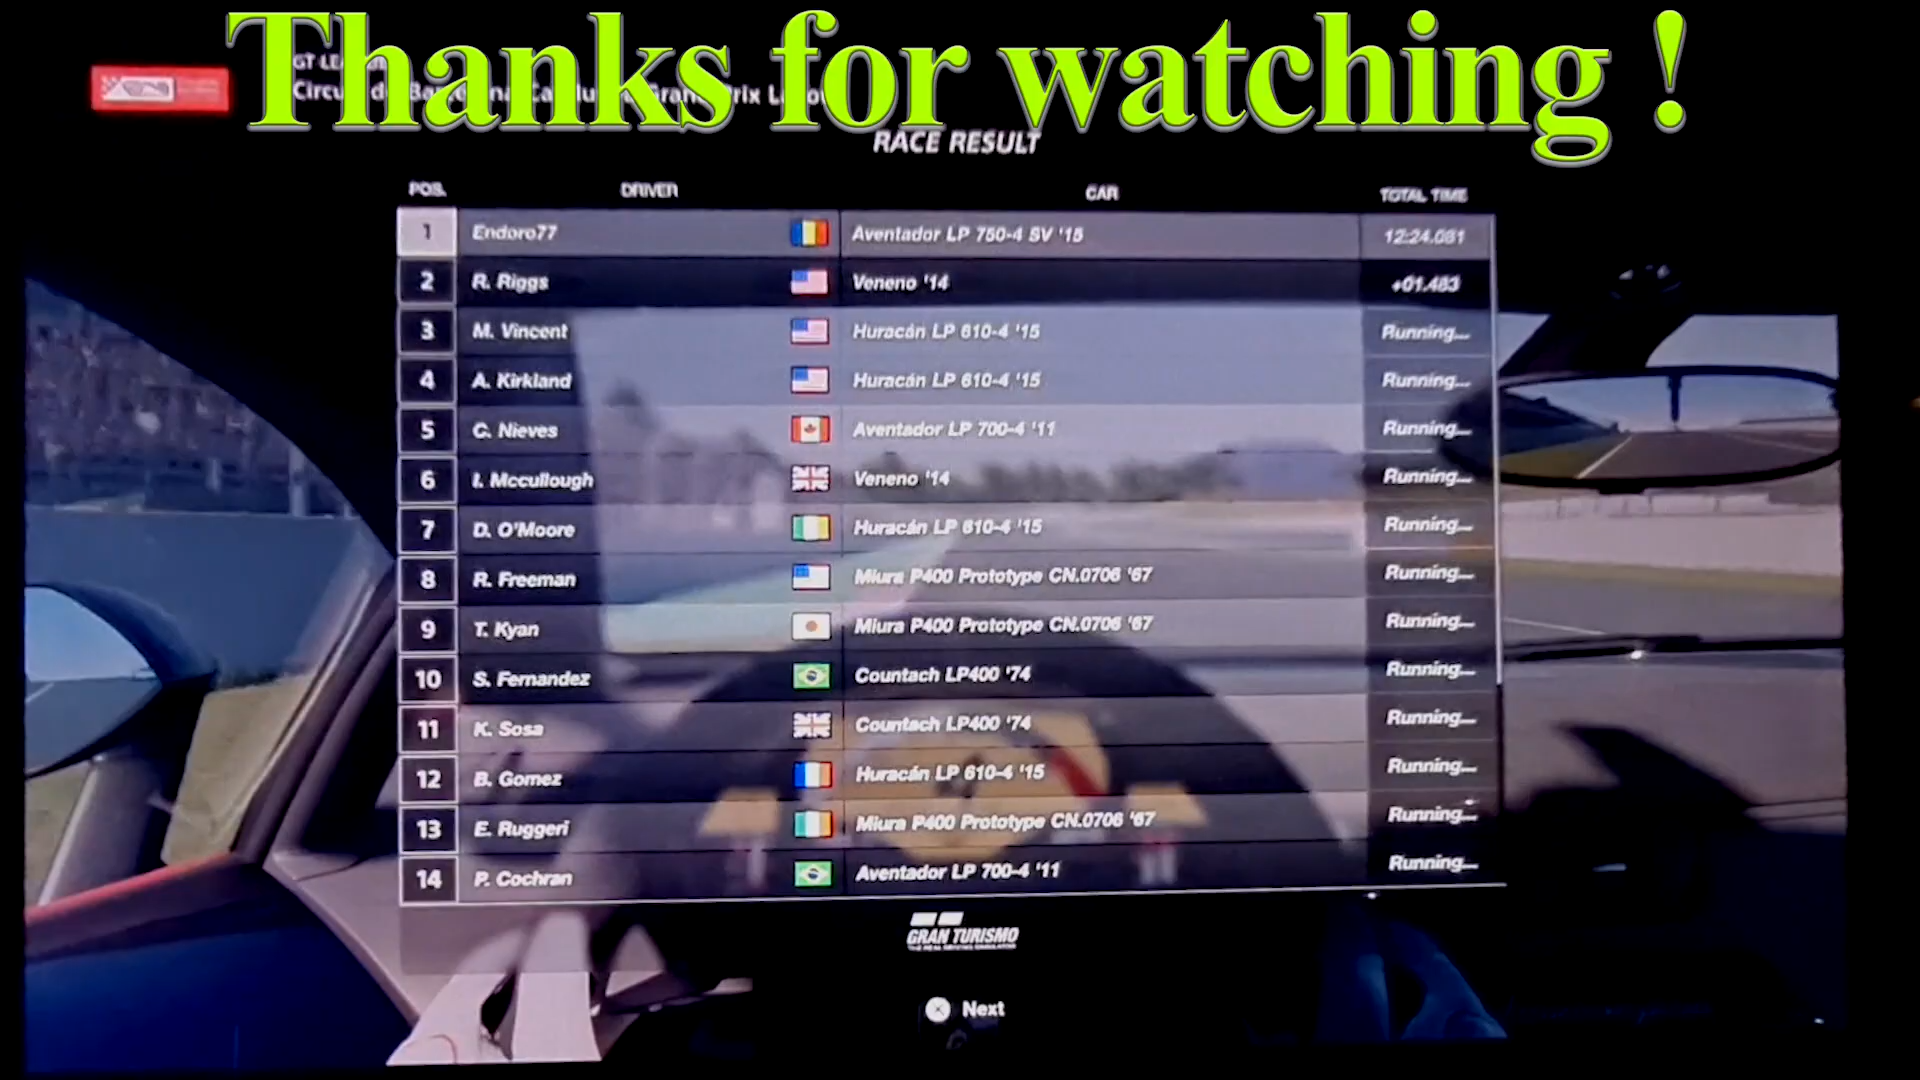 Thanks for watching !
RACE RESULT
POS. DRIVER CAR TOTAL TIME
1 Endoro77 Aventador LP 750-4 SV '15 12:24.081
2 R. Riggs Veneno '14 +01.483
3 M. Vincent Huracán LP 610-4 '15 Running...
4 A. Kirkland Huracán LP 610-4 '15 Running...
5 C. Nieves Aventador LP 700-4 '11 Running...
6 I. Mccullough Veneno '14 Running...
7 D. O'Moore Huracán LP 610-4 '15 Running...
8 R. Freeman Miura P400 Prototype CN.0706 '67 Running...
9 T. Kyan Miura P400 Prototype CN.0706 '67 Running...
10 S. Fernandez Countach LP400 '74 Running...
11 K. Sosa Countach LP400 '74 Running...
12 B. Gomez Huracán LP 610-4 '15 Running...
13 E. Ruggeri Miura P400 Prototype CN.0706 '67 Running...
14 P. Cochran Aventador LP 700-4 '11 Running...
GRAN TURISMO
THE REAL DRIVING SIMULATOR
Next